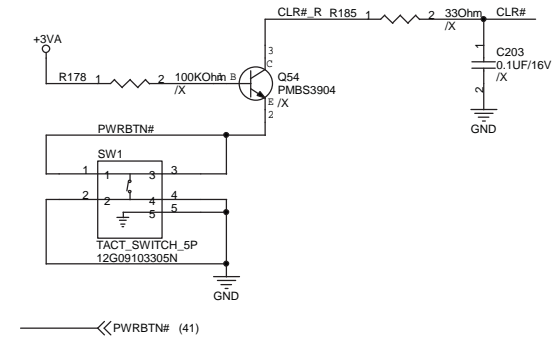 CLR#_R R185 1 2 33Ohm CLR#
/X
+3VA
3
C
1
C203
0.1UF/16V
/X
2
R178 1 2 100KOhm 1 B
/X
Q54
PMBS3904
/X
E
2
GND
PWRBTN#
SW1
1 1 3 3
2 2 4 4
5 5
TACT_SWITCH_5P
12G09103305N
GND
PWRBTN# (41)